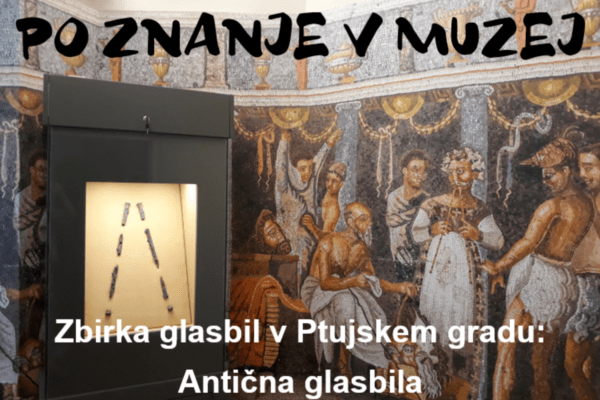 PO ZNANJE V MUZEJ
Zbirka glasbil v Ptujskem gradu:
Antična glasbila